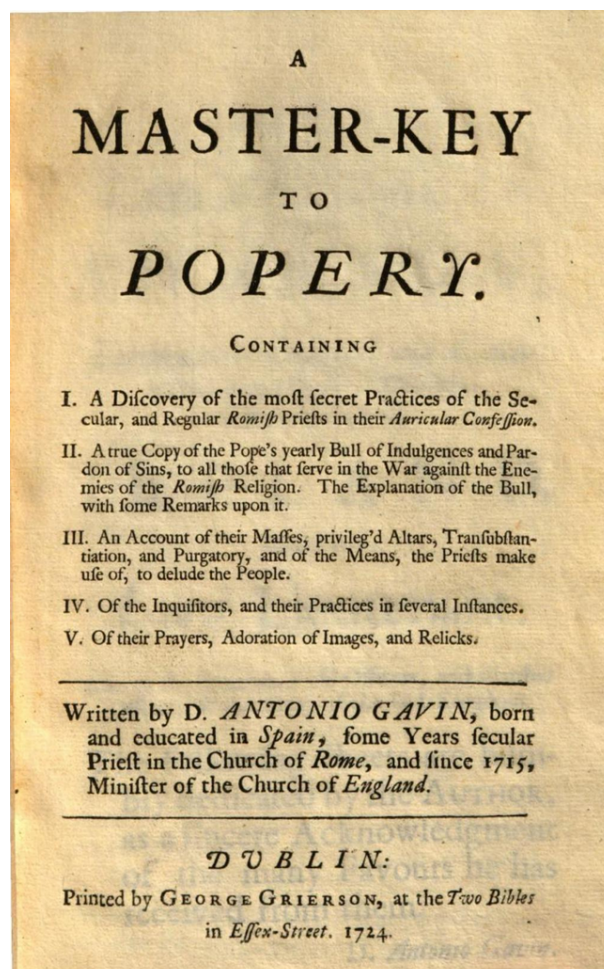 A
MASTER-KEY
TO
POPERY.
CONTAINING
I. A Diſcovery of the moſt ſecret Practices of the Se-
cular, and Regular Romiſh Prieſts in their Auricular Confeſſion.
II. A true Copy of the Pope's yearly Bull of Indulgences and Par-
don of Sins, to all thoſe that ſerve in the War againſt the Ene-
mies of the Romiſh Religion. The Explanation of the Bull,
with ſome Remarks upon it.
III. An Account of their Maſſes, privileg'd Altars, Tranſubſtan-
tiation, and Purgatory, and of the Means, the Prieſts make
uſe of, to delude the People.
IV. Of the Inquiſitors, and their Practices in ſeveral Inſtances.
V. Of their Prayers, Adoration of Images, and Relicks.
Written by D. ANTONIO GAVIN, born
and educated in Spain, ſome Years ſecular
Prieſt in the Church of Rome, and ſince 1715,
Miniſter of the Church of England.
DUBLIN:
Printed by GEORGE GRIERSON, at the Two Bibles
in Eſſex-Street. 1724.